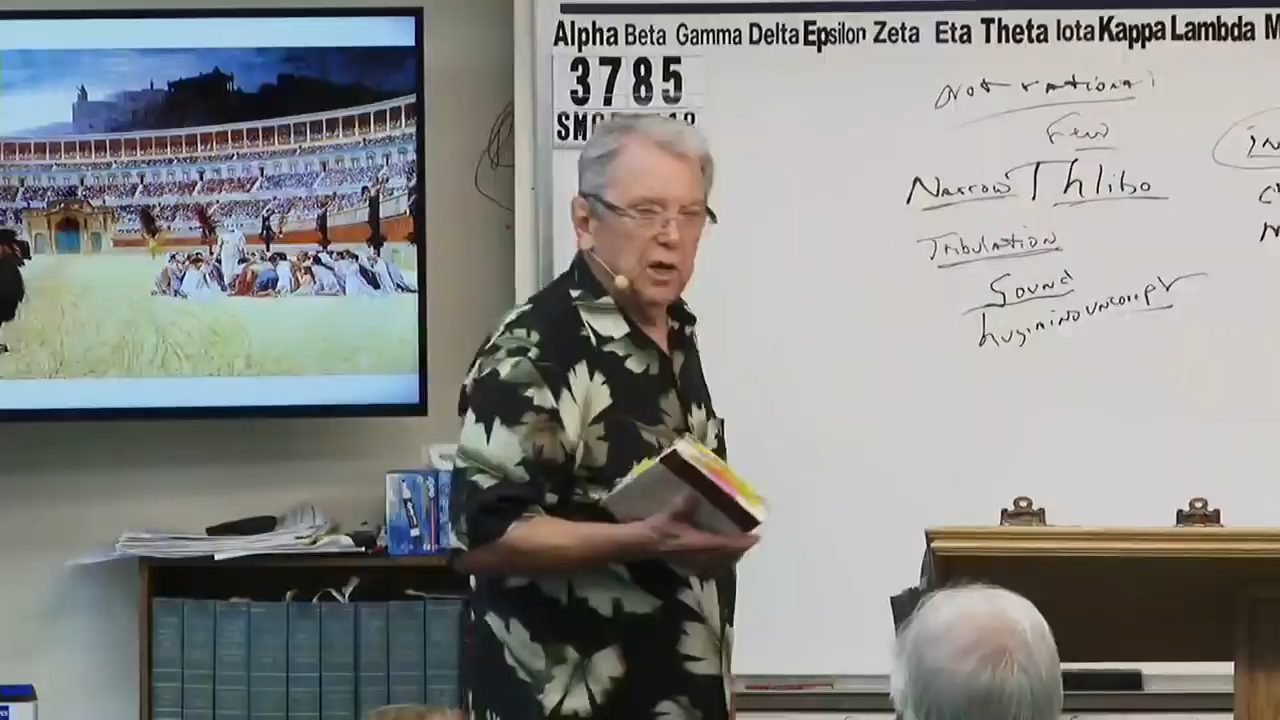 Alpha Beta Gamma Delta Epsilon Zeta Eta Theta Iota Kappa Lambda M
3785
Not rational
Few
Narrow Thlibo
Tribulation
Sound